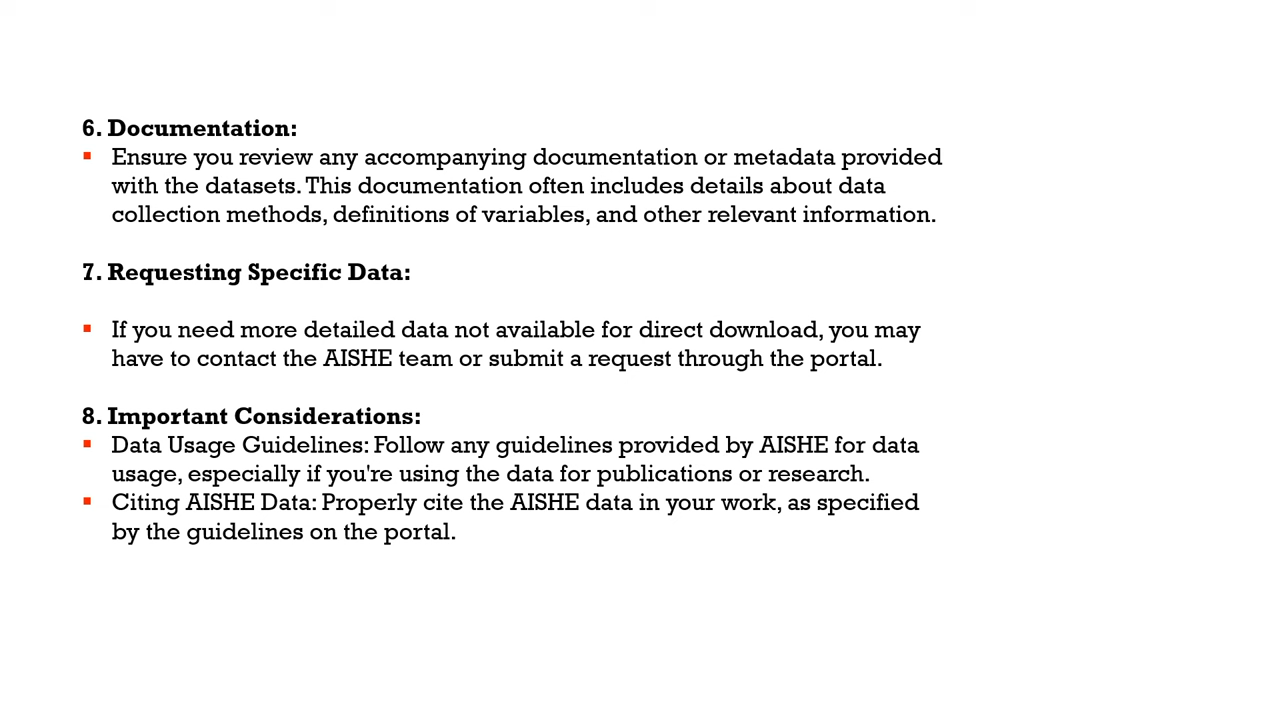 6. Documentation:
▪ Ensure you review any accompanying documentation or metadata provided
with the datasets. This documentation often includes details about data
collection methods, definitions of variables, and other relevant information.
7. Requesting Specific Data:
▪ If you need more detailed data not available for direct download, you may
have to contact the AISHE team or submit a request through the portal.
8. Important Considerations:
▪ Data Usage Guidelines: Follow any guidelines provided by AISHE for data
usage, especially if you're using the data for publications or research.
▪ Citing AISHE Data: Properly cite the AISHE data in your work, as specified
by the guidelines on the portal.